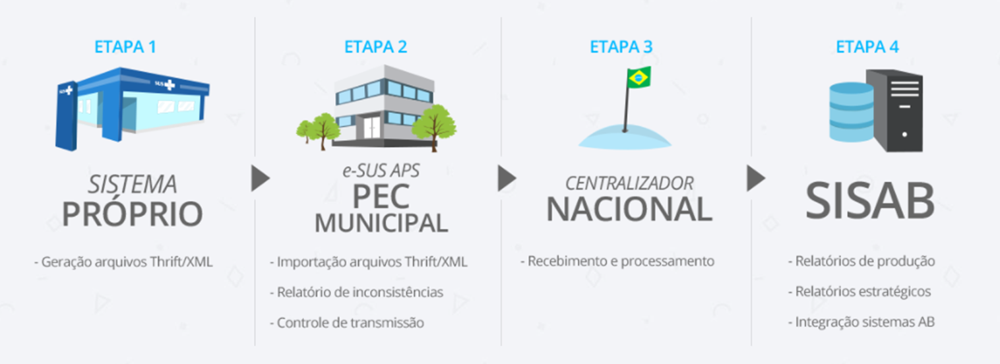 ETAPA 1
SUS
SUS
SISTEMA
PRÓPRIO
- Geração arquivos Thrift/XML
ETAPA 2
e-SUS APS
PEC
MUNICIPAL
- Importação arquivos Thrift/XML
- Relatório de inconsistências
- Controle de transmissão
ETAPA 3
CENTRALIZADOR
NACIONAL
- Recebimento e processamento
ETAPA 4
SISAB
- Relatórios de produção
- Relatórios estratégicos
- Integração sistemas AB